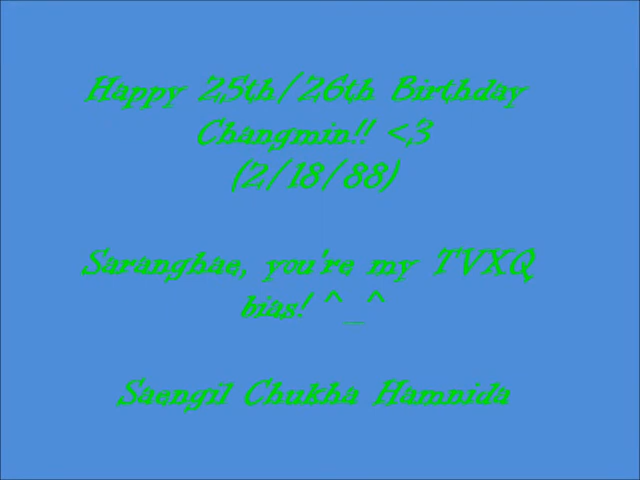 Happy 25th/26th Birthday
Changmin!! <3
(2/18/88)
Saranghae, you're my TVXQ
bias! ^_^
Saengil Chukha Hamnida